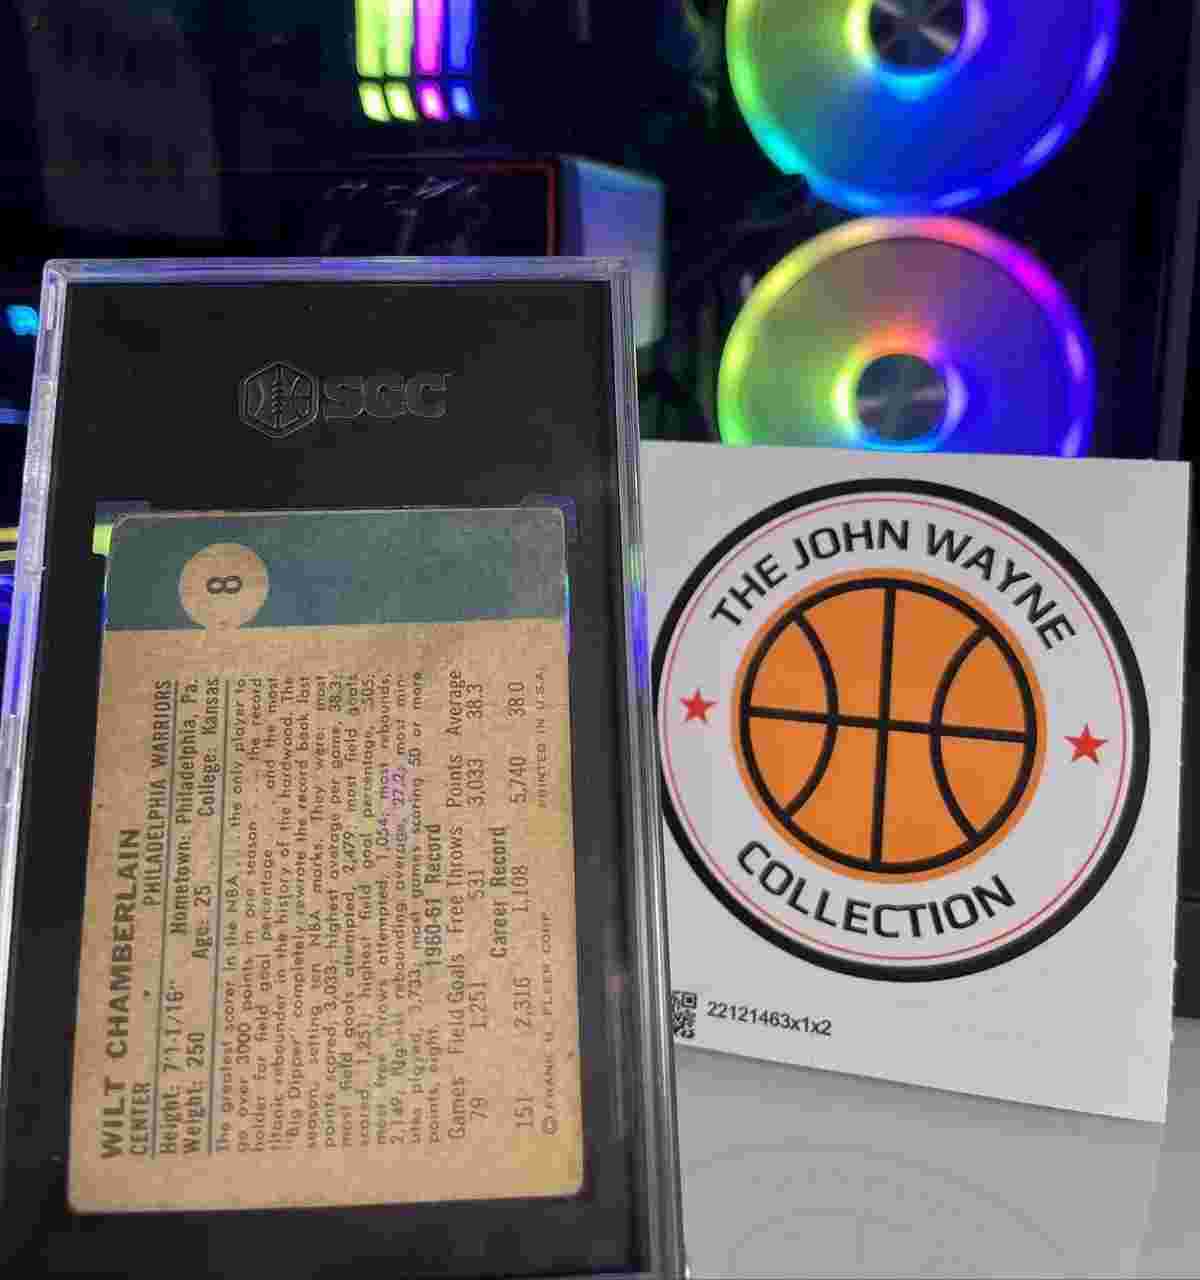 SGC
8
WILT CHAMBERLAIN
CENTER PHILADELPHIA WARRIORS
Height: 7/1-1/16" Hometown: Philadelphia, Pa.
Weight: 250 Age: 25 College: Kansas
The greatest scorer in the NBA . . . the only player to
go over 3000 points in one season . . . the record
holder for field goal percentage . . . and the most
titanic rebounder in the history of the hardwood. The
"Big Dipper" completely rewrote the record book last
season, setting ten NBA marks. They were: most
points scored, 3,033; highest average per game, 38.3;
most field goals attempted, 2,479; most field goals
scored, 1,251; highest field goal percentage, .505;
most free throws attempted, 1,054; most rebounds,
2,149; highest rebounding average, 27.2; most min-
utes played, 3,733; most games scoring 50 or more
points, eight.
1960-61 Record
Games Field Goals Free Throws Points Average
79 1,251 531 3,033 38.3
Career Record
151 2,316 1,108 5,740 38.0
© FRANK H. FLEER CORP. PRINTED IN U.S.A.
THE JOHN WAYNE
COLLECTION
22121463x1x2